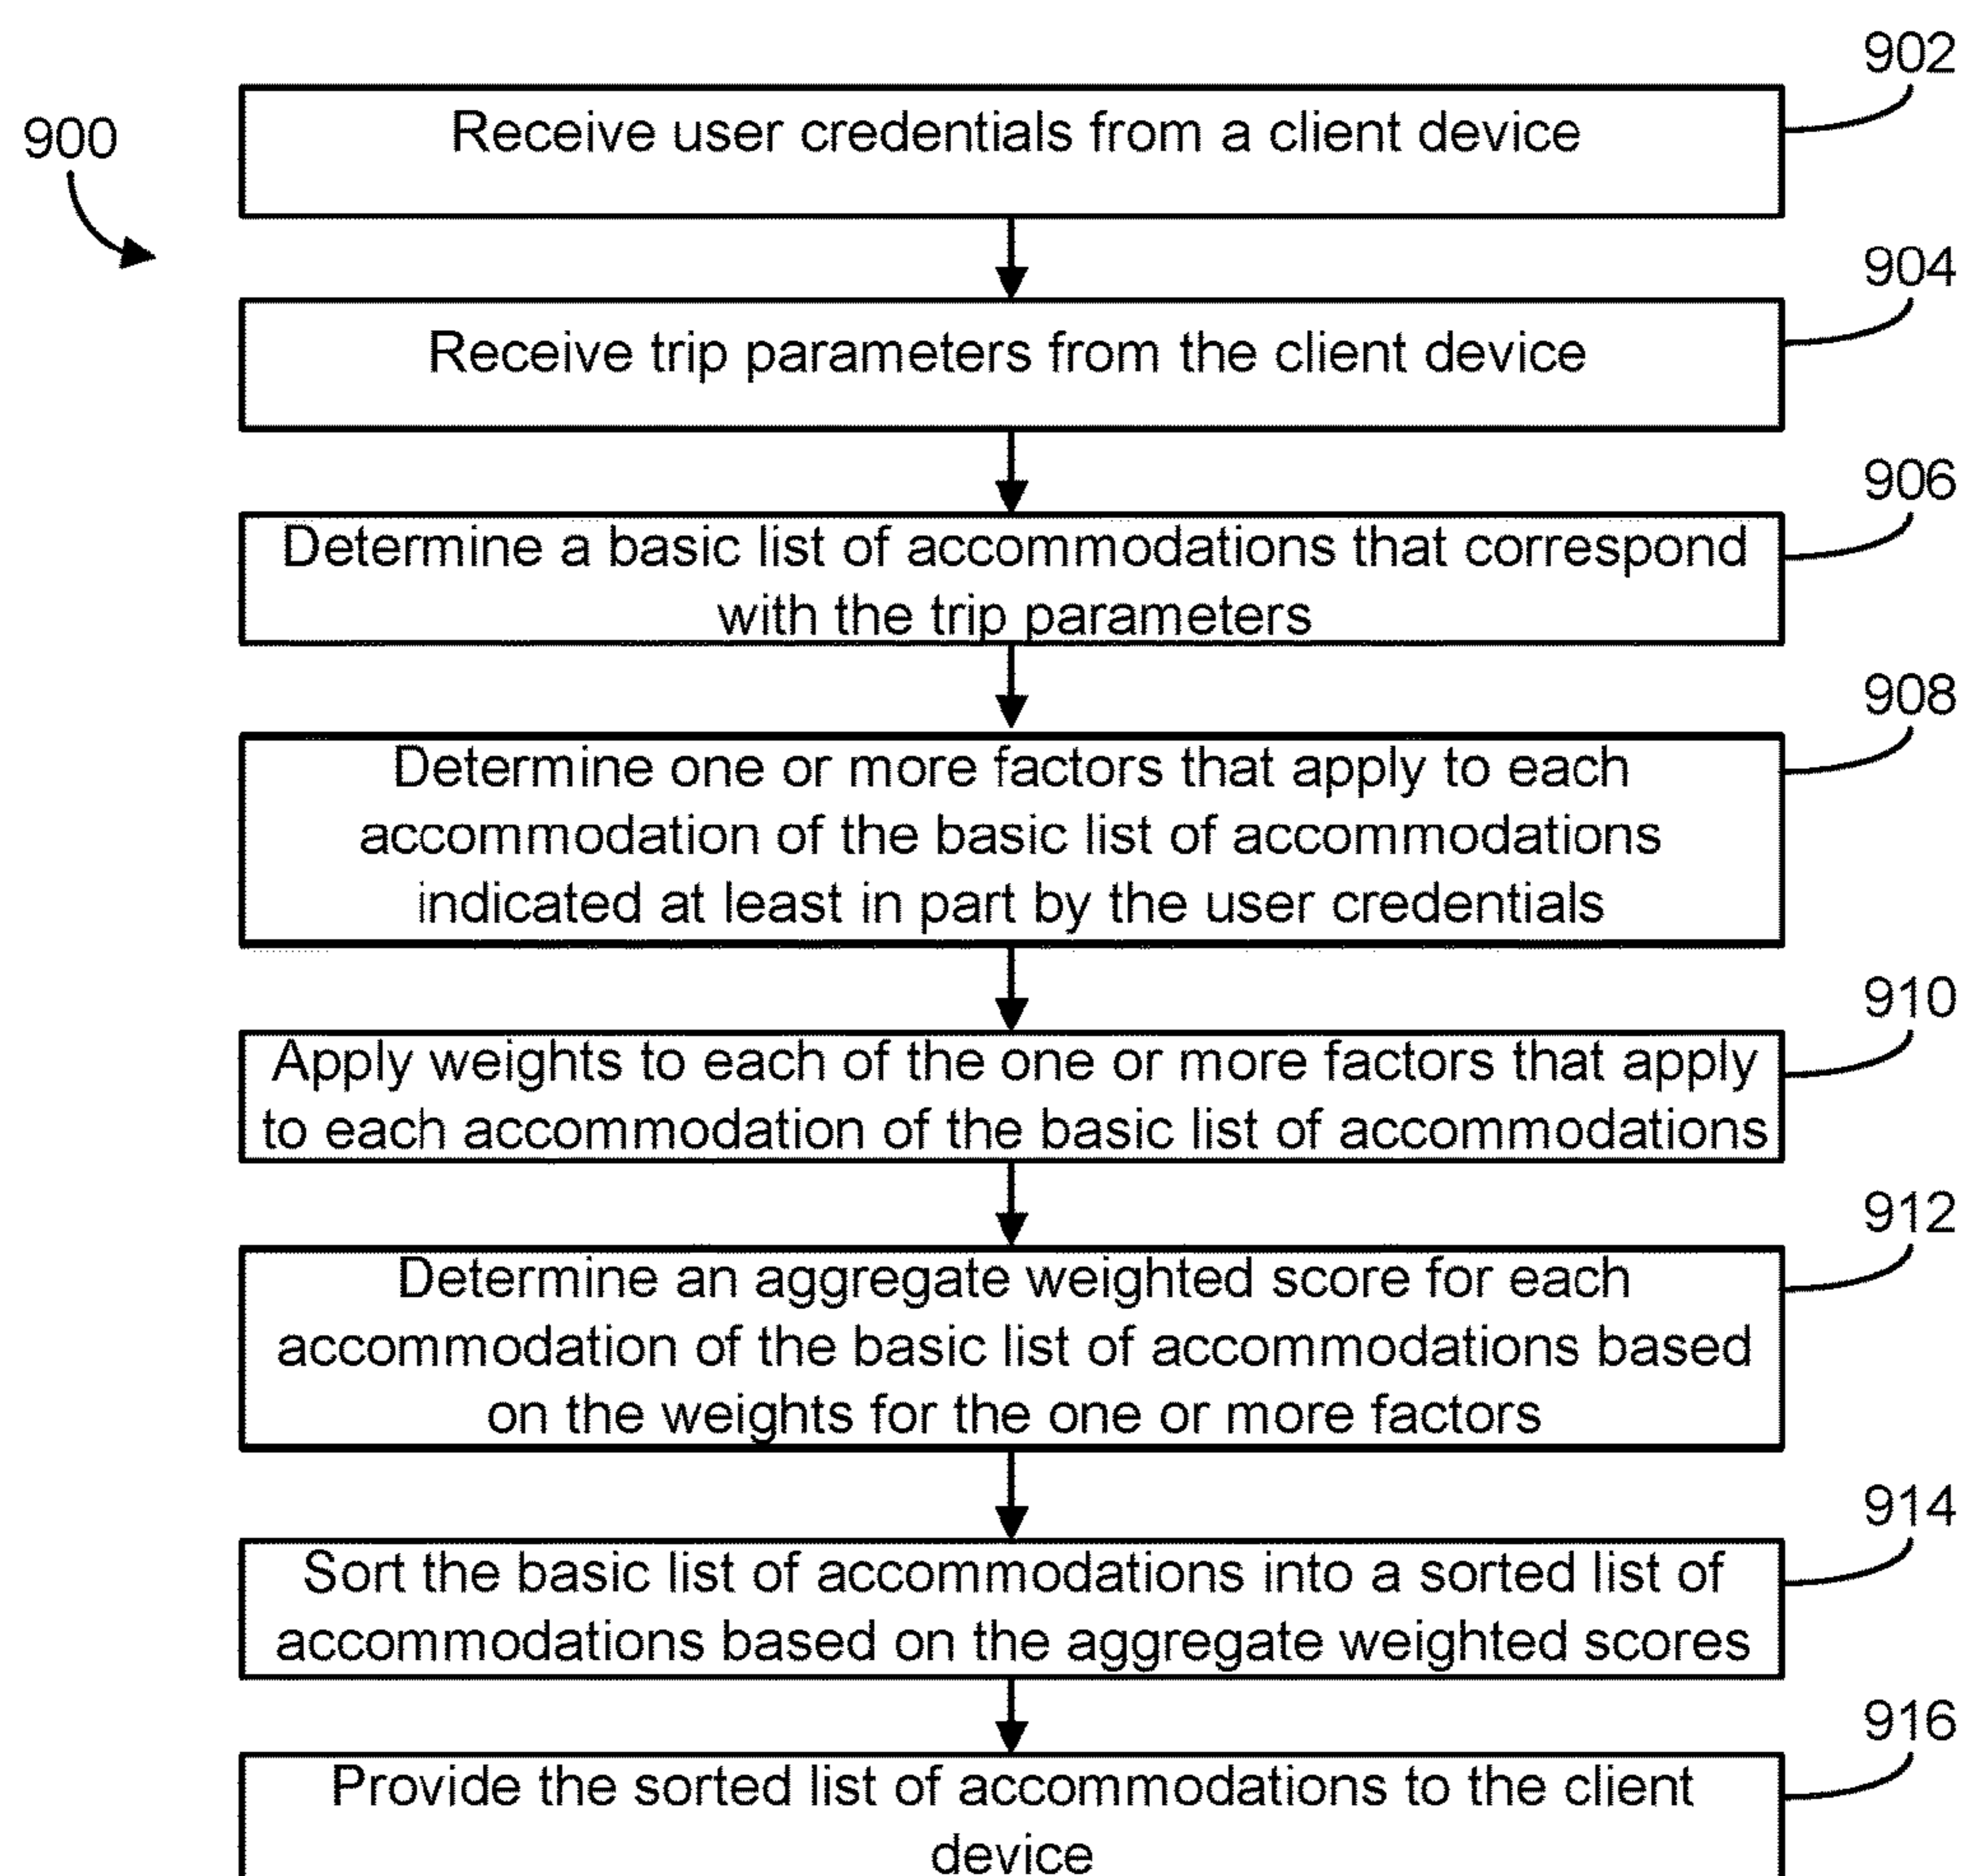 902
900
Receive user credentials from a client device
904
Receive trip parameters from the client device
906
Determine a basic list of accommodations that correspond
with the trip parameters
908
Determine one or more factors that apply to each
accommodation of the basic list of accommodations
indicated at least in part by the user credentials
910
Apply weights to each of the one or more factors that apply
to each accommodation of the basic list of accommodations
912
Determine an aggregate weighted score for each
accommodation of the basic list of accommodations based
on the weights for the one or more factors
914
Sort the basic list of accommodations into a sorted list of
accommodations based on the aggregate weighted scores
916
Provide the sorted list of accommodations to the client
device